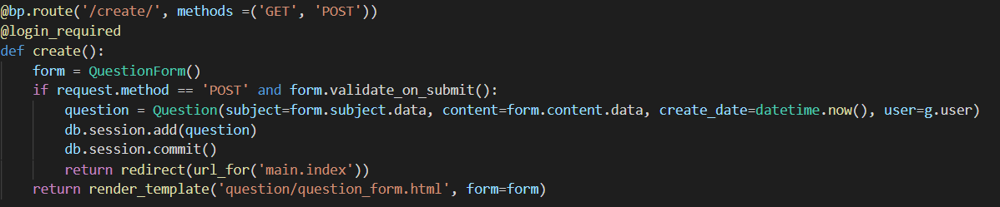 @bp.route('/create/', methods =('GET', 'POST'))
@login_required
def create():
    form = QuestionForm()
    if request.method == 'POST' and form.validate_on_submit():
        question = Question(subject=form.subject.data, content=form.content.data, create_date=datetime.now(), user=g.user)
        db.session.add(question)
        db.session.commit()
        return redirect(url_for('main.index'))
    return render_template('question/question_form.html', form=form)